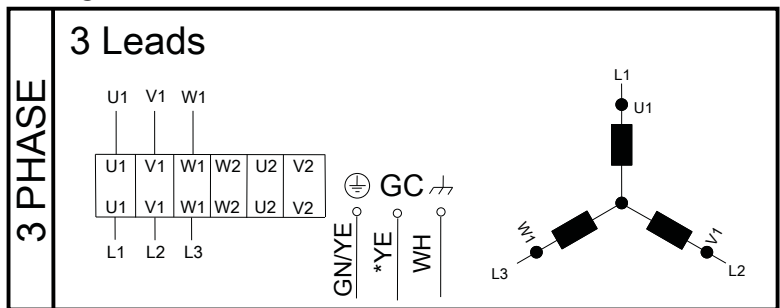 3 PHASE
3 Leads
U1 V1 W1
U1 V1 W1 W2 U2 V2
U1 V1 W1 W2 U2 V2
L1 L2 L3
GC
GN/YE
*YE
WH
L1
U1
W1
V1
L3
L2